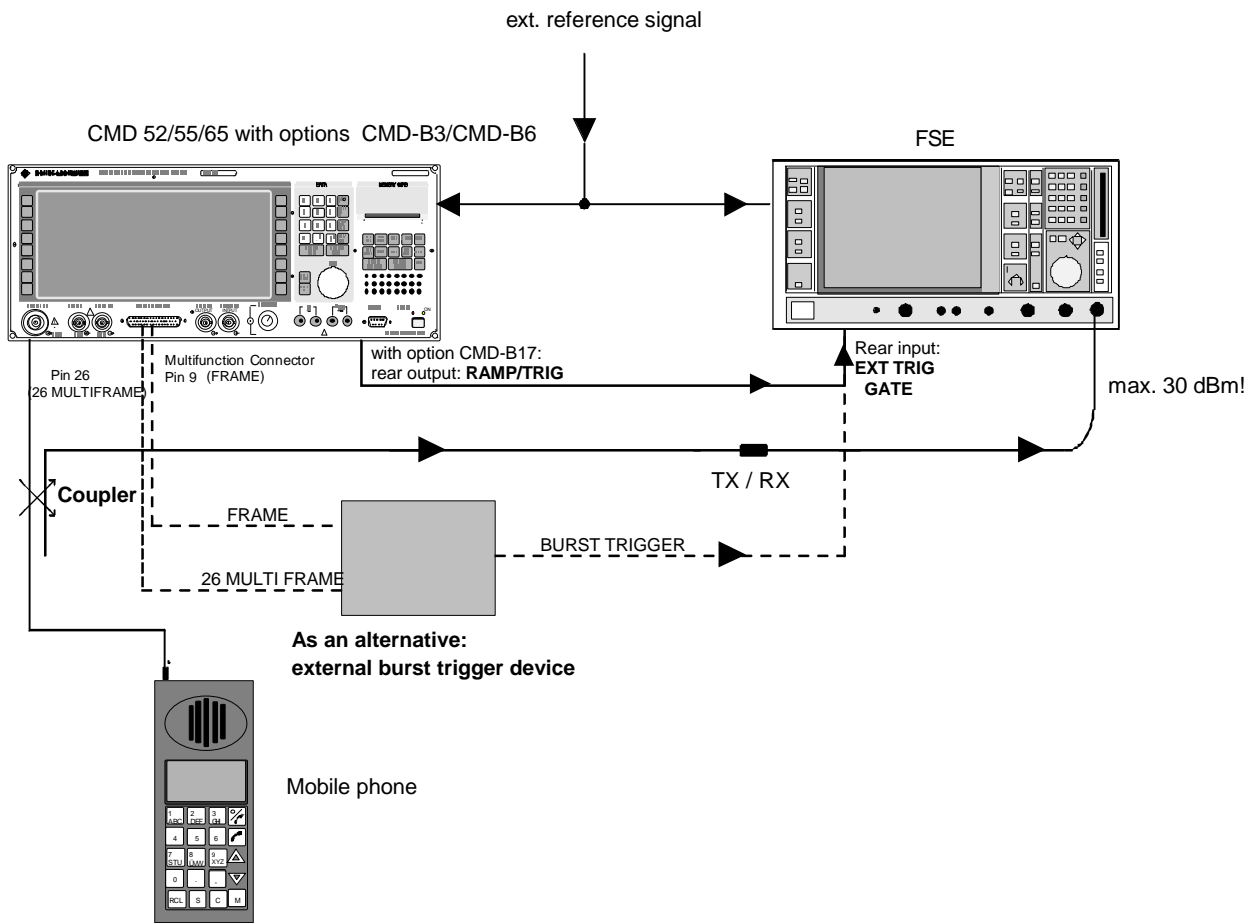 ext. reference signal
CMD 52/55/65 with options CMD-B3/CMD-B6
FSE
ON
Multifunction Connector
Pin 9 (FRAME)
Pin 26
(26 MULTIFRAME)
with option CMD-B17:
rear output: RAMP/TRIG
Rear input:
EXT TRIG
GATE
max. 30 dBm!
TX / RX
Coupler
FRAME
BURST TRIGGER
26 MULTI FRAME
As an alternative:
external burst trigger device
Mobile phone
1 2 3
ABC DEF GHI
4 5 6
7 8 9
STU UVW XYZ
0 . _
RCL S C M